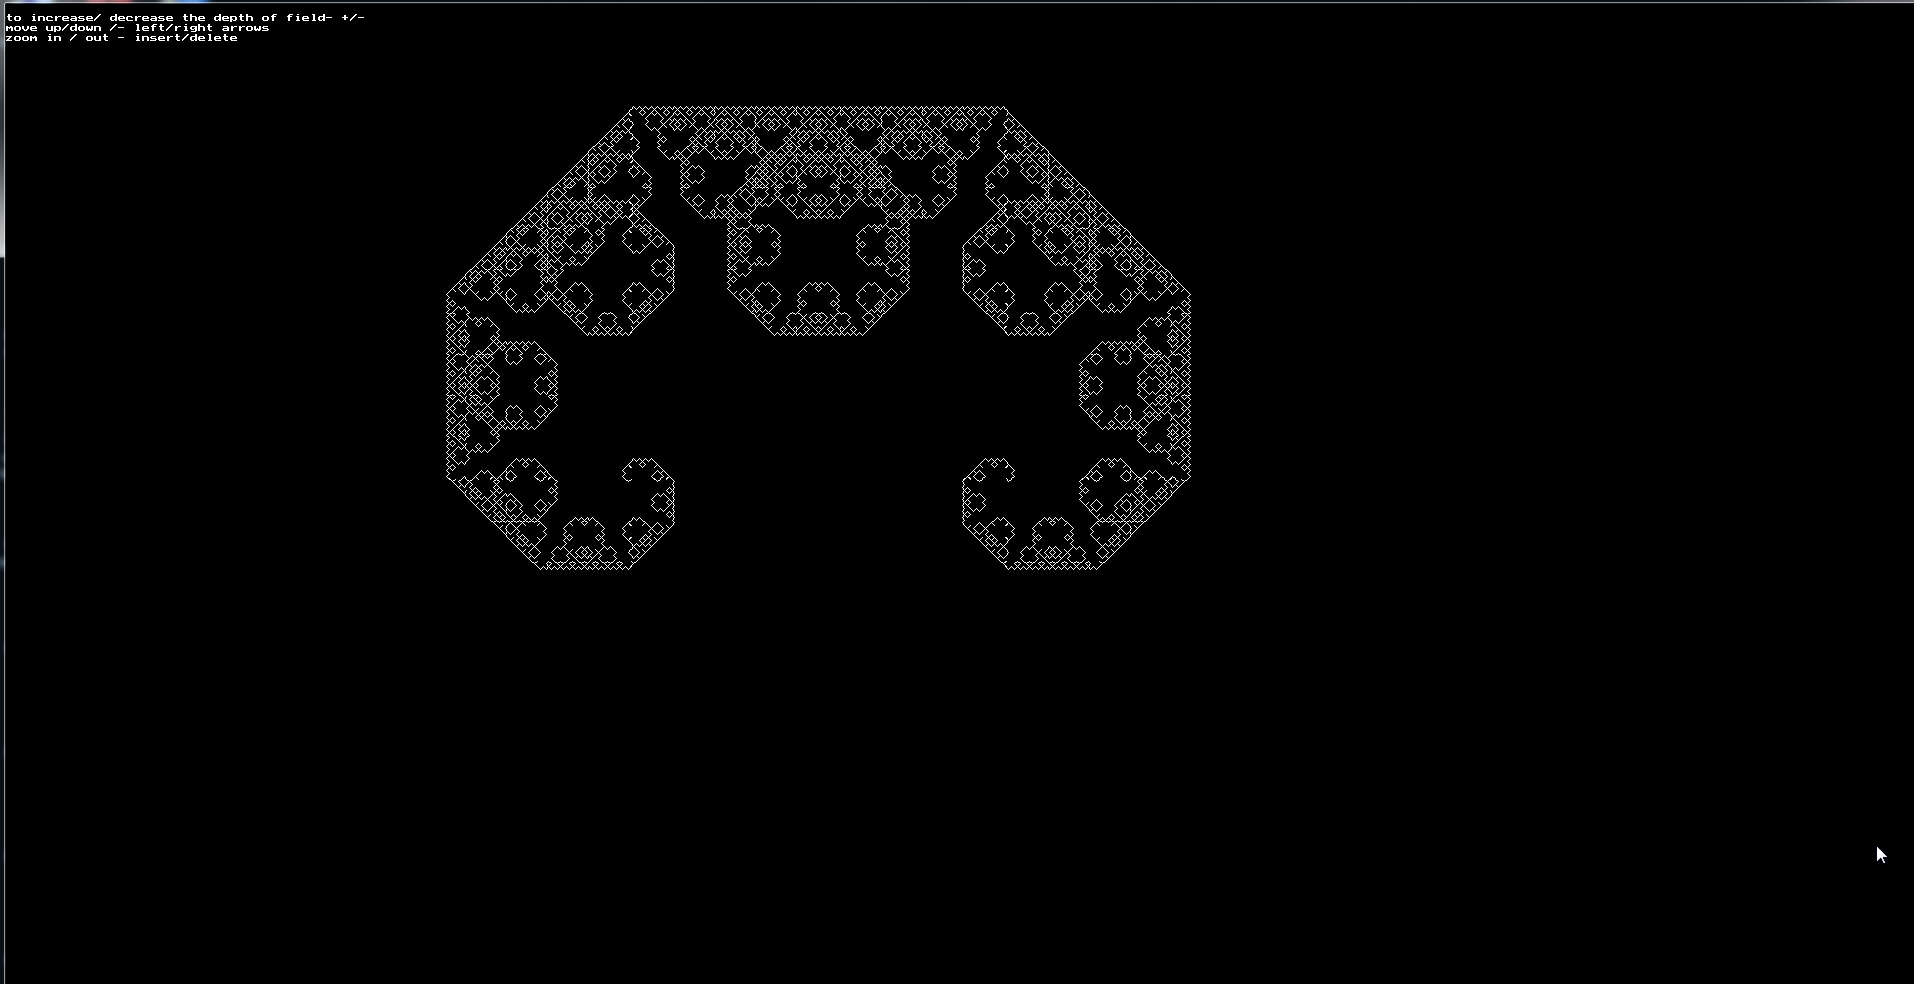 to increase/ decrease the depth of field- +/-
move up/down /- left/right arrows
zoom in / out - insert/delete